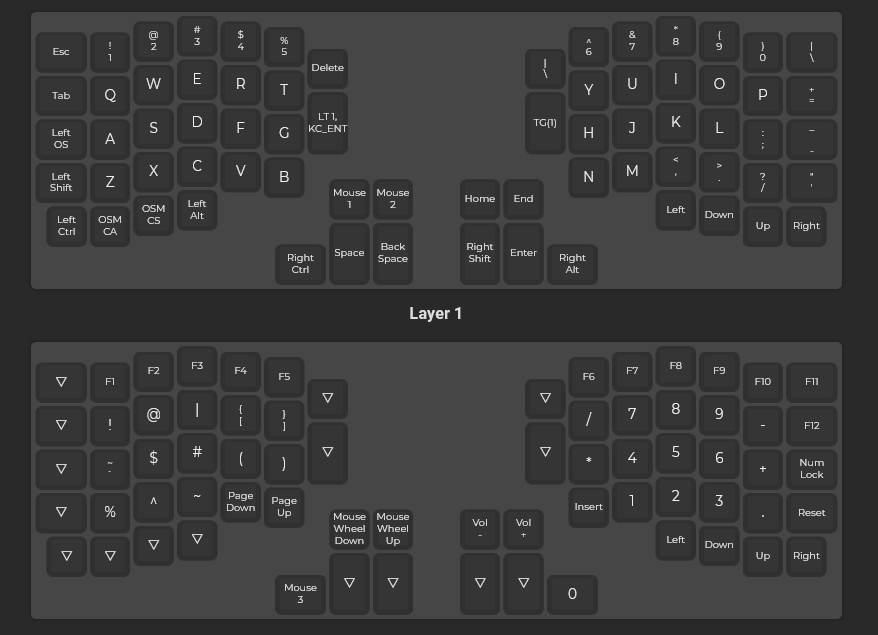 Esc ! 1 @ 2 # 3 $ 4 % 5 Delete
| \ ^ 6 & 7 * 8 ( 9 ) 0 | \
Tab Q W E R T LT 1, KC_ENT
TG(1) Y U I O P + =
Left OS A S D F G
H J K L : ; _ -
Left Shift Z X C V B
N M < , > . ? / " '
Left Ctrl OSM CA OSM CS Left Alt
Left Down Up Right
Mouse 1 Mouse 2 Home End
Right Ctrl Space Back Space
Right Shift Enter Right Alt
Layer 1
▽ F1 F2 F3 F4 F5 ▽
▽ F6 F7 F8 F9 F10 F11
▽ ! @ | { [ } ] ▽
▽ / 7 8 9 - F12
▽ $ # ( )
* 4 5 6 + Num Lock
▽ % ^ ~ Page Down Page Up
Insert 1 2 3 . Reset
▽ ▽ ▽ ▽
Left Down Up Right
Mouse Wheel Down Mouse Wheel Up Vol - Vol +
Mouse 3 ▽ ▽ ▽ ▽ 0